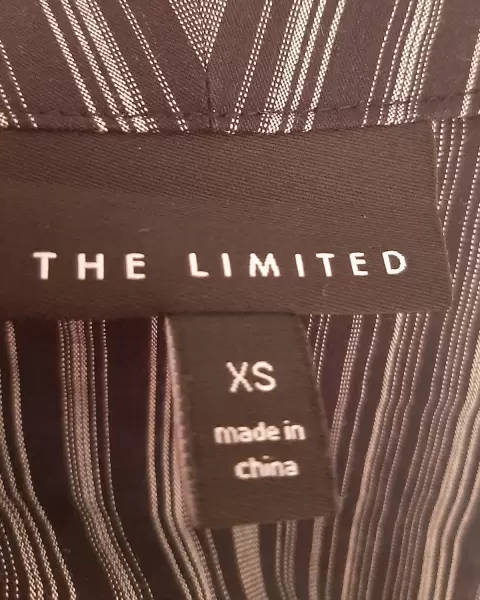 THE LIMITED
XS
made in
china